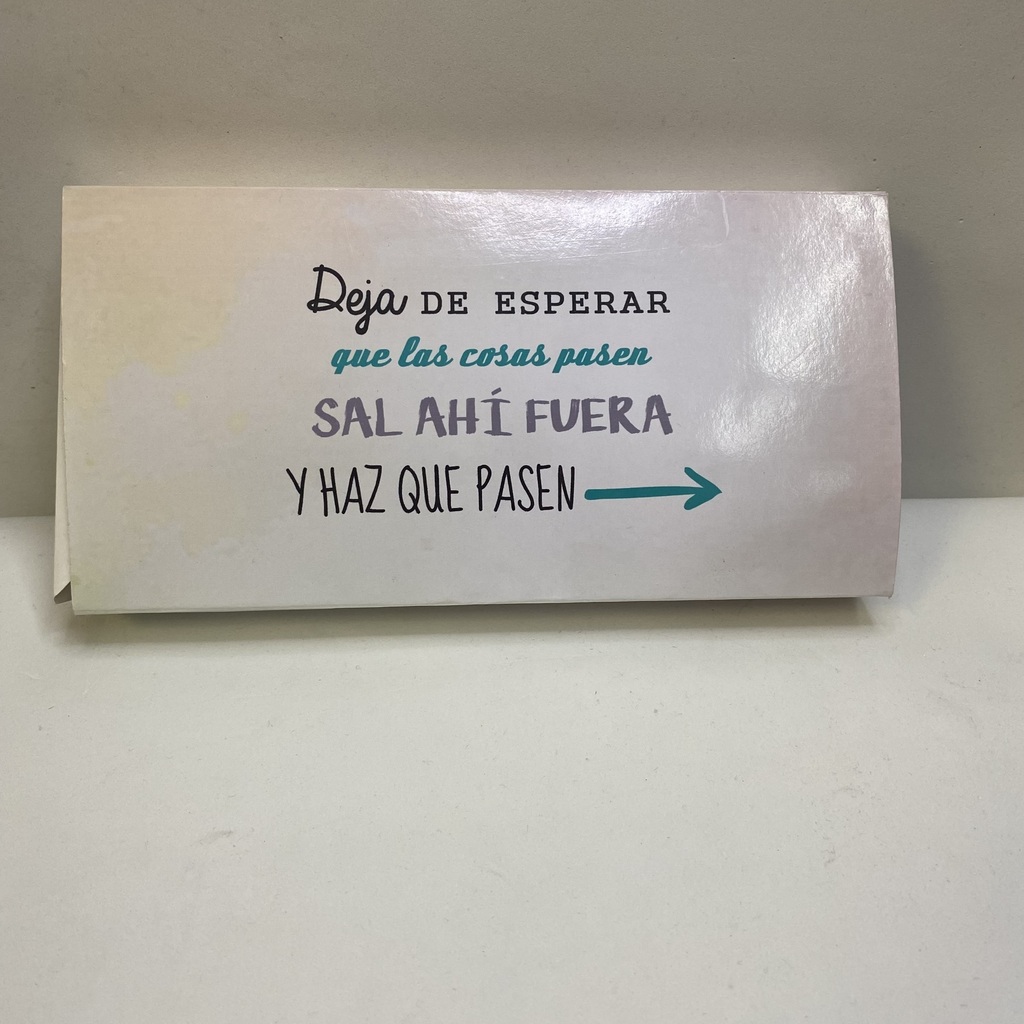 Deja DE ESPERAR
que las cosas pasen
SAL AHÍ FUERA
Y HAZ QUE PASEN